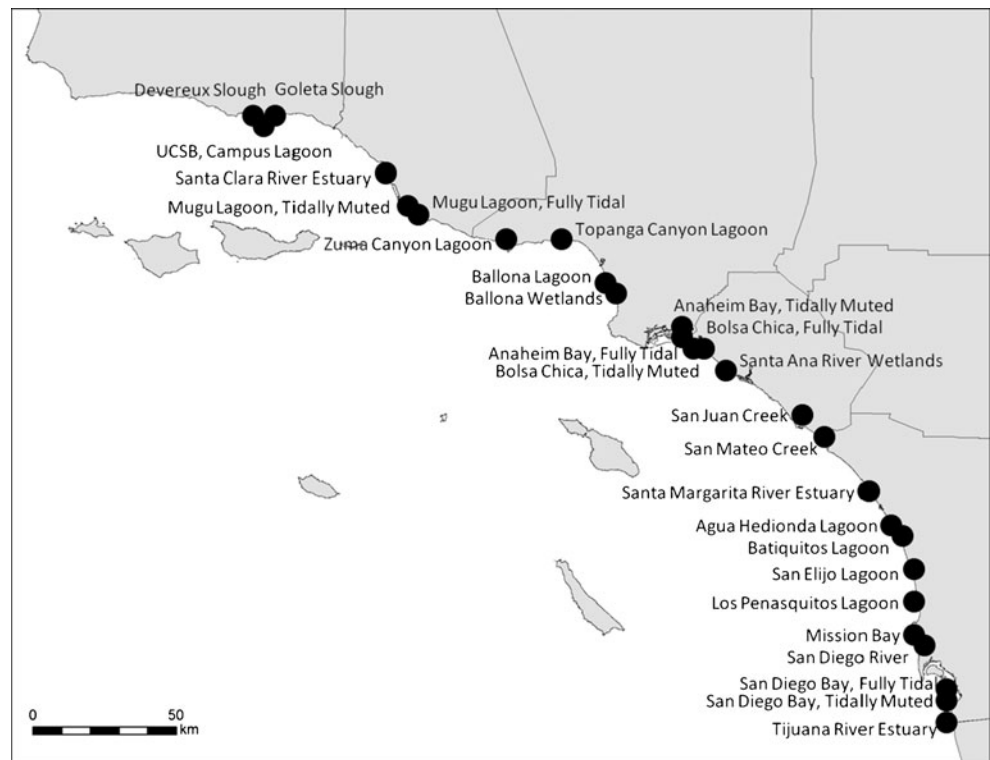 Devereux Slough
Goleta Slough
UCSB, Campus Lagoon
Santa Clara River Estuary
Mugu Lagoon, Tidally Muted
Mugu Lagoon, Fully Tidal
Zuma Canyon Lagoon
Topanga Canyon Lagoon
Ballona Lagoon
Ballona Wetlands
Anaheim Bay, Tidally Muted
Bolsa Chica, Fully Tidal
Anaheim Bay, Fully Tidal
Bolsa Chica, Tidally Muted
Santa Ana River Wetlands
San Juan Creek
San Mateo Creek
Santa Margarita River Estuary
Agua Hedionda Lagoon
Batiquitos Lagoon
San Elijo Lagoon
Los Penasquitos Lagoon
Mission Bay
San Diego River
San Diego Bay, Fully Tidal
San Diego Bay, Tidally Muted
Tijuana River Estuary
0 50
km